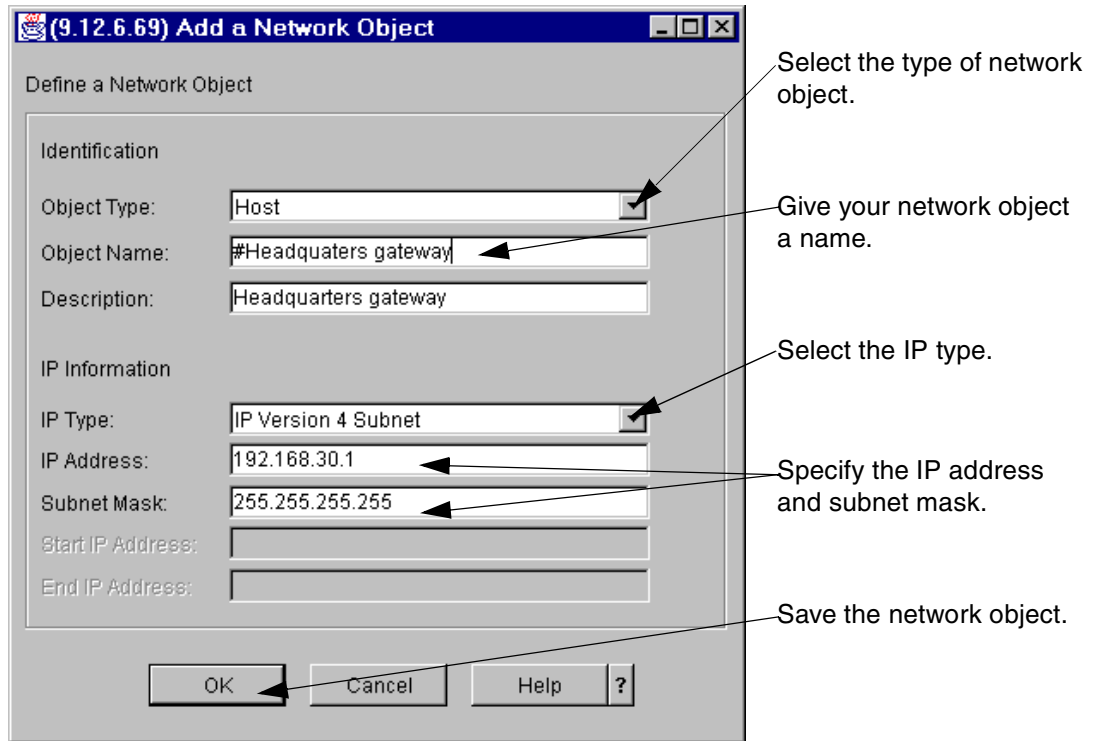 (9.12.6.69) Add a Network Object
Define a Network Object
Identification
Object Type: Host
Object Name: #Headquaters gateway
Description: Headquarters gateway
IP Information
IP Type: IP Version 4 Subnet
IP Address: 192.168.30.1
Subnet Mask: 255.255.255.255
Start IP Address:
End IP Address:
OK Cancel Help ?
Select the type of network
object.
Give your network object
a name.
Select the IP type.
Specify the IP address
and subnet mask.
Save the network object.